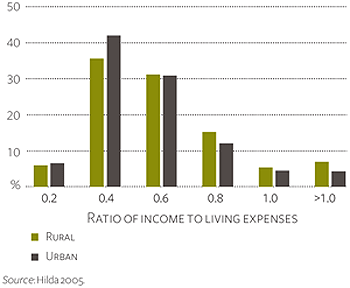 50
40
30
20
10
%
0.2 0.4 0.6 0.8 1.0 >1.0
RATIO OF INCOME TO LIVING EXPENSES
RURAL
URBAN
Source: Hilda 2005.